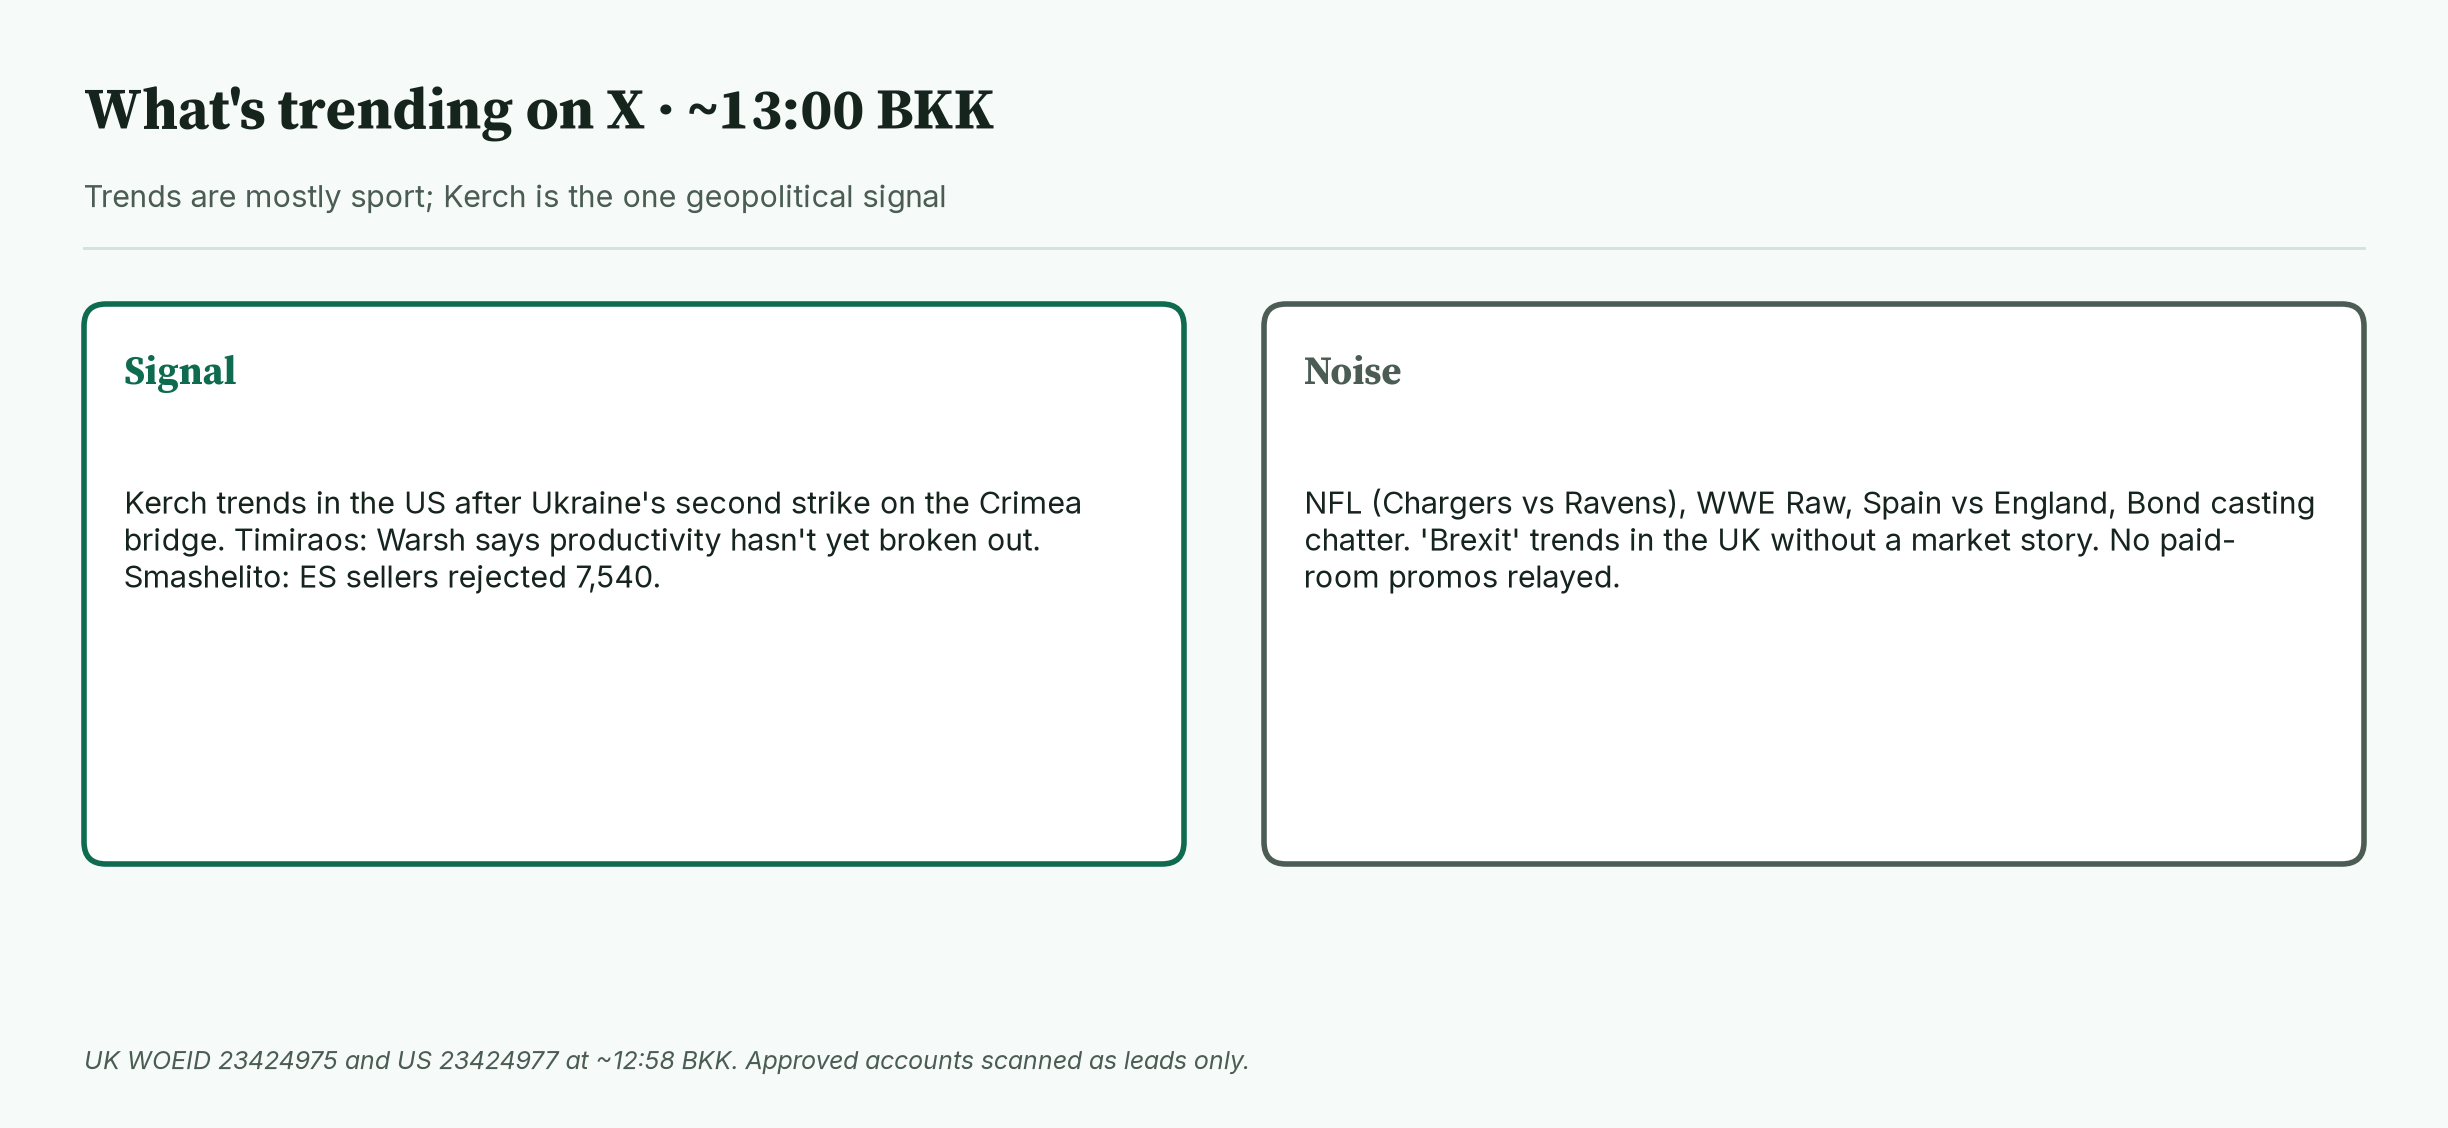 What's trending on X · ~13:00 BKK
Trends are mostly sport; Kerch is the one geopolitical signal
Signal
Kerch trends in the US after Ukraine's second strike on the Crimea
bridge. Timiraos: Warsh says productivity hasn't yet broken out.
Smashelito: ES sellers rejected 7,540.
Noise
NFL (Chargers vs Ravens), WWE Raw, Spain vs England, Bond casting
chatter. 'Brexit' trends in the UK without a market story. No paid-
room promos relayed.
UK WOEID 23424975 and US 23424977 at ~12:58 BKK. Approved accounts scanned as leads only.